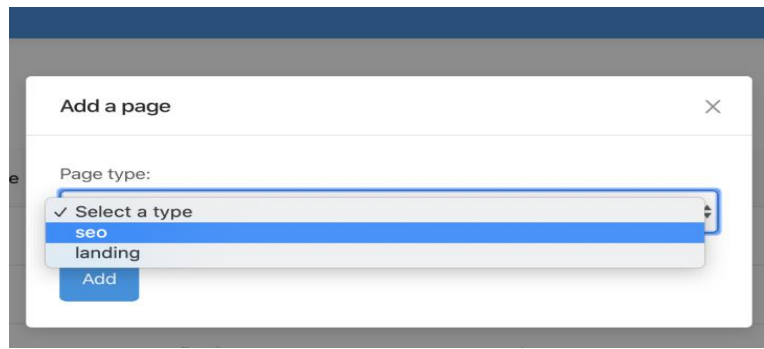 Add a page
e
Page type:
✓ Select a type
seo
landing
Add